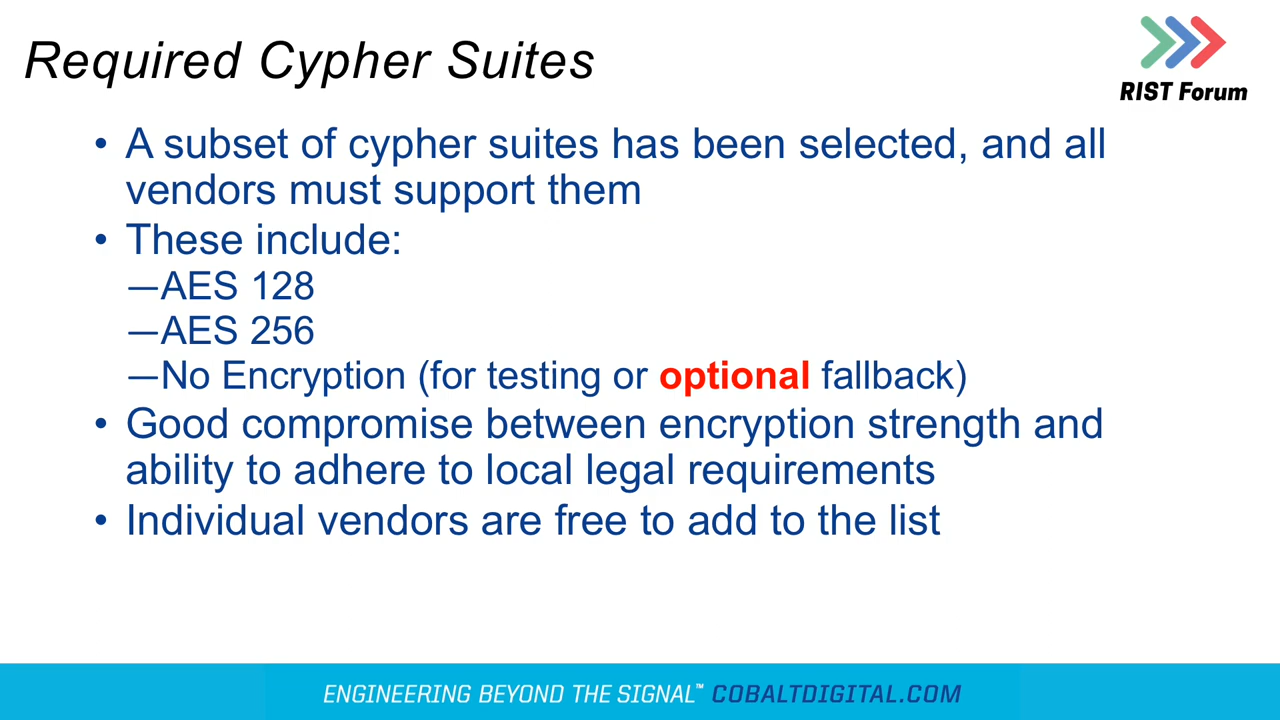 Required Cypher Suites
RIST Forum
• A subset of cypher suites has been selected, and all
vendors must support them
• These include:
—AES 128
—AES 256
—No Encryption (for testing or optional fallback)
• Good compromise between encryption strength and
ability to adhere to local legal requirements
• Individual vendors are free to add to the list
ENGINEERING BEYOND THE SIGNAL™ COBALTDIGITAL.COM